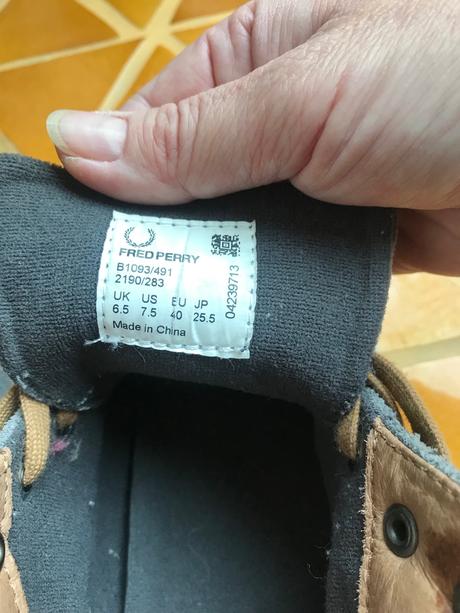 FRED PERRY
B1093/491
2190/283
UK US EU JP
6.5 7.5 40 25.5
Made in China
04239713